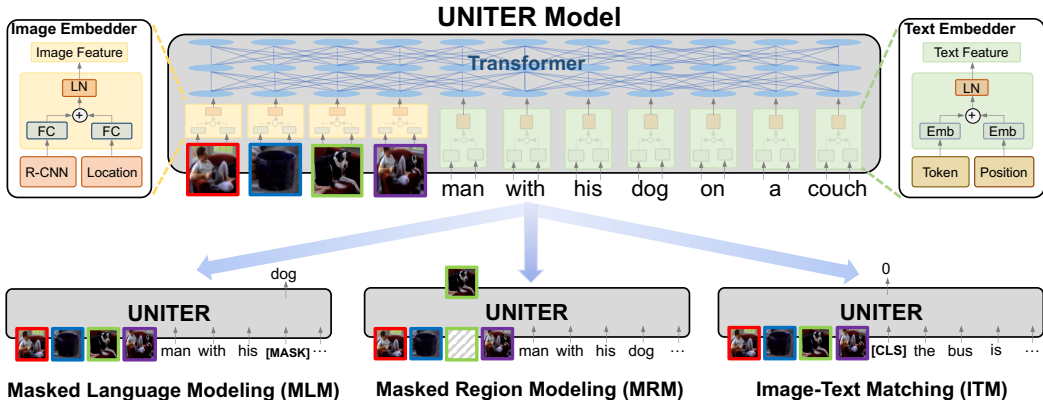 UNITER Model
Image Embedder
Image Feature
LN
+
FC FC
R-CNN Location
Transformer
man with his dog on a couch
Text Embedder
Text Feature
LN
+
Emb Emb
Token Position
dog
UNITER
man with his [MASK] ...
Masked Language Modeling (MLM)
UNITER
man with his dog ...
Masked Region Modeling (MRM)
0
UNITER
[CLS] the bus is ...
Image-Text Matching (ITM)